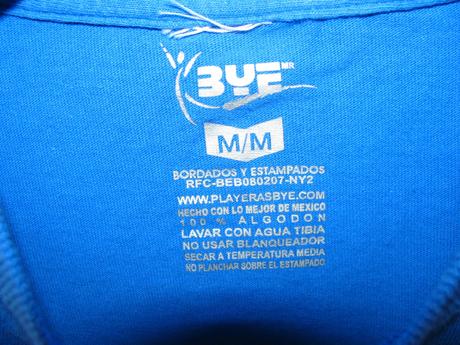 BYE MR
M/M
BORDADOS Y ESTAMPADOS
RFC-BEB080207-NY2
WWW.PLAYERASBYE.COM
HECHO CON LO MEJOR DE MEXICO
100 % ALGODON
LAVAR CON AGUA TIBIA
NO USAR BLANQUEADOR
SECAR A TEMPERATURA MEDIA
NO PLANCHAR SOBRE EL ESTAMPADO